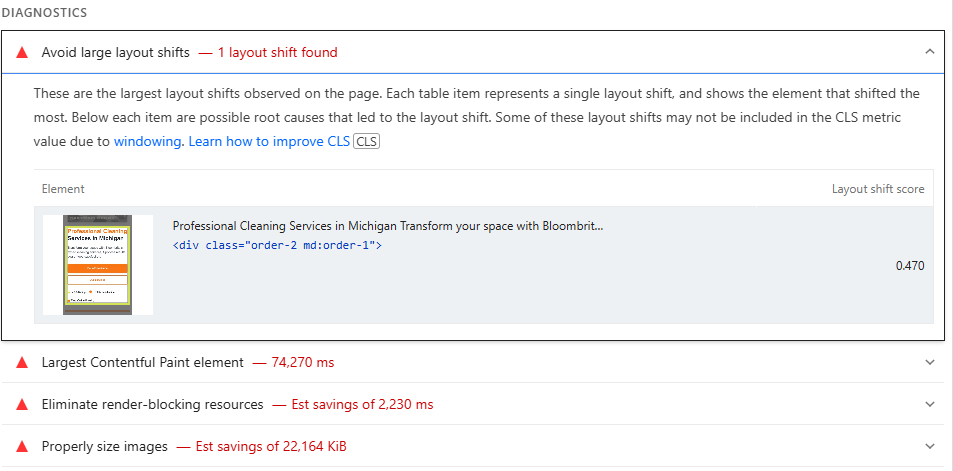 DIAGNOSTICS
Avoid large layout shifts — 1 layout shift found
These are the largest layout shifts observed on the page. Each table item represents a single layout shift, and shows the element that shifted the
most. Below each item are possible root causes that led to the layout shift. Some of these layout shifts may not be included in the CLS metric
value due to windowing. Learn how to improve CLS CLS
Element Layout shift score
Professional Cleaning
Services in Michigan
Professional Cleaning Services in Michigan Transform your space with Bloombrit...
<div class="order-2 md:order-1">
0.470
Largest Contentful Paint element — 74,270 ms
Eliminate render-blocking resources — Est savings of 2,230 ms
Properly size images — Est savings of 22,164 KiB